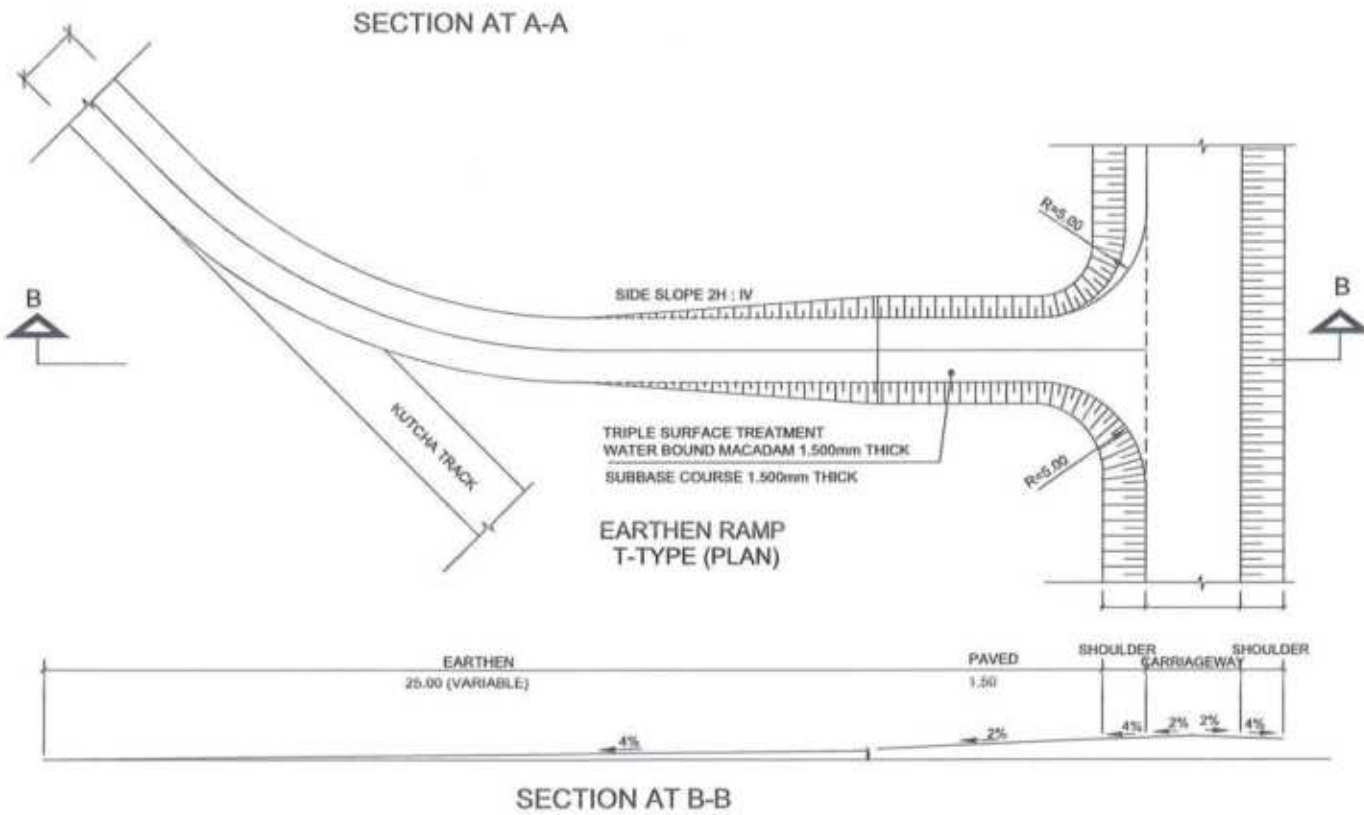 SECTION AT A-A
R=5.00
B
B
SIDE SLOPE 2H : IV
KUTCHA TRACK
TRIPLE SURFACE TREATMENT
WATER BOUND MACADAM 1.500mm THICK
SUBBASE COURSE 1.500mm THICK
R=5.00
EARTHEN RAMP
T-TYPE (PLAN)
EARTHEN
25.00 (VARIABLE)
PAVED
1.50
SHOULDER
CARRIAGEWAY
SHOULDER
4%
2%
4%
2%
2%
4%
SECTION AT B-B